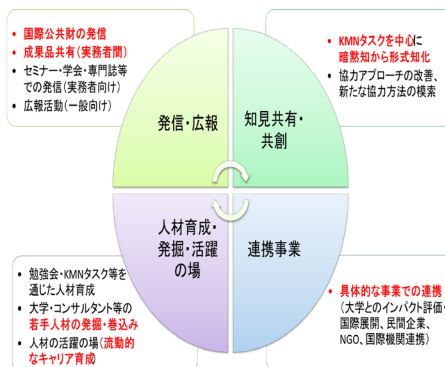 • 国際公共財の発信
• 成果品共有(実務者間)
• セミナー・学会・専門誌等
での発信(実務者向け)
• 広報活動(一般向け)
• KMNタスクを中心に
暗黙知から形式知化
• 協力アプローチの改善、
新たな協力方法の模索
発信・広報
知見共有・
共創
人材育成・
発掘・活躍
の場
連携事業
• 勉強会・KMNタスク等を
通じた人材育成
• 大学・コンサルタント等の
若手人材の発掘・巻込み
• 人材の活躍の場(流動的
なキャリア育成)
• 具体的な事業での連携
(大学とのインパクト評価・
国際展開、民間企業、
NGO、国際機関連携)